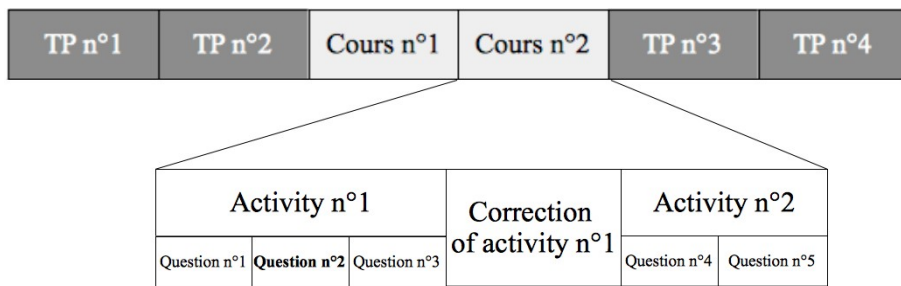 TP n°1 TP n°2 Cours n°1 Cours n°2 TP n°3 TP n°4
Activity n°1
Correction
of activity n°1
Activity n°2
Question n°1 Question n°2 Question n°3
Question n°4 Question n°5